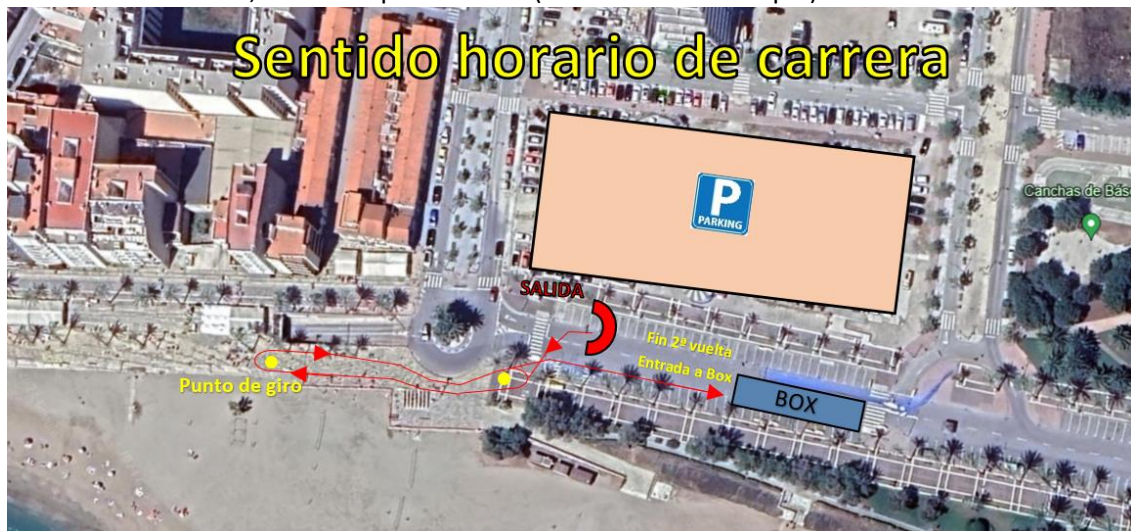 Sentido horario de carrera
P
PARKING
Canchas de Bás
SALIDA
Fin 2ª vuelta
Entrada a Box
Punto de giro
BOX